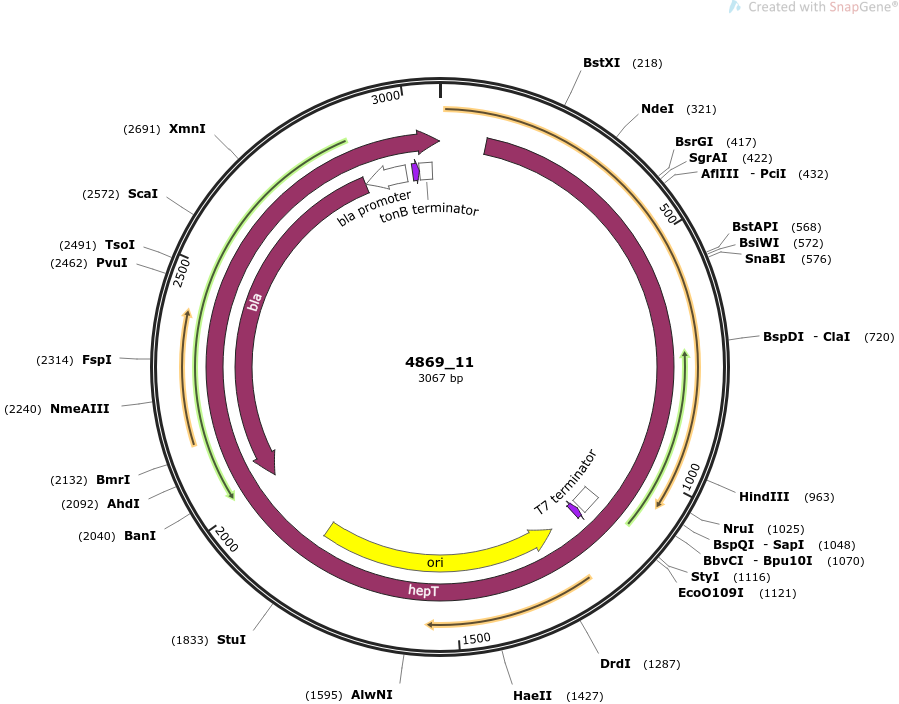 Created with SnapGene®
BstXI (218)
NdeI (321)
BsrGI (417)
SgrAI (422)
AflIII - PciI (432)
BstAPI (568)
BsiWI (572)
SnaBI (576)
BspDI - ClaI (720)
HindIII (963)
NruI (1025)
BspQI - SapI (1048)
BbvCI - Bpu10I (1070)
StyI (1116)
EcoO109I (1121)
DrdI (1287)
HaeII (1427)
(1595) AlwNI
(1833) StuI
(2040) BanI
(2092) AhdI
(2132) BmrI
(2240) NmeAIII
(2314) FspI
(2462) PvuI
(2491) TsoI
(2572) ScaI
(2691) XmnI
500
1000
1500
2000
2500
3000
bla promoter
tonB terminator
bla
T7 terminator
ori
hepT
4869_11
3067 bp